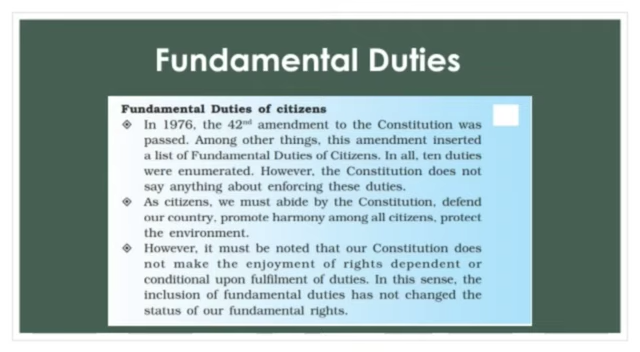 Fundamental Duties
Fundamental Duties of citizens
In 1976, the 42nd amendment to the Constitution was
passed. Among other things, this amendment inserted
a list of Fundamental Duties of Citizens. In all, ten duties
were enumerated. However, the Constitution does not
say anything about enforcing these duties.
As citizens, we must abide by the Constitution, defend
our country, promote harmony among all citizens, protect
the environment.
However, it must be noted that our Constitution does
not make the enjoyment of rights dependent or
conditional upon fulfilment of duties. In this sense, the
inclusion of fundamental duties has not changed the
status of our fundamental rights.